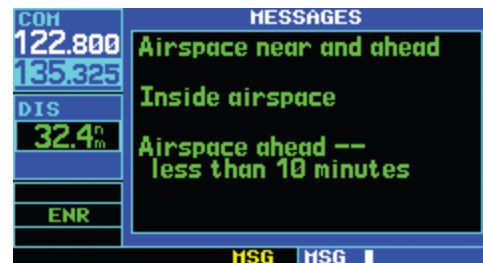 COM
122.800
135.325
DIS
32.4nm
ENR
MESSAGES
Airspace near and ahead
Inside airspace
Airspace ahead --
less than 10 minutes
MSG MSG